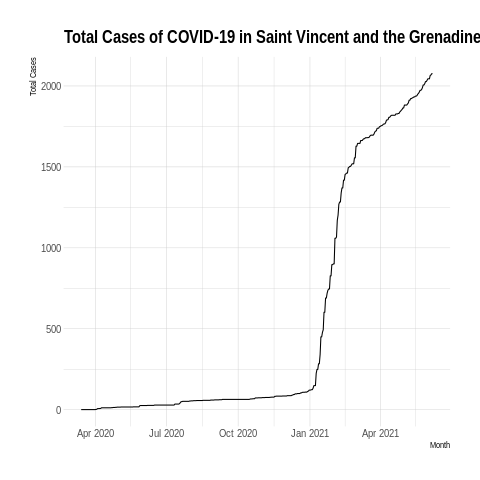 Total Cases of COVID-19 in Saint Vincent and the Grenadine
Total Cases
2000
1500
1000
500
0
Apr 2020 Jul 2020 Oct 2020 Jan 2021 Apr 2021
Month